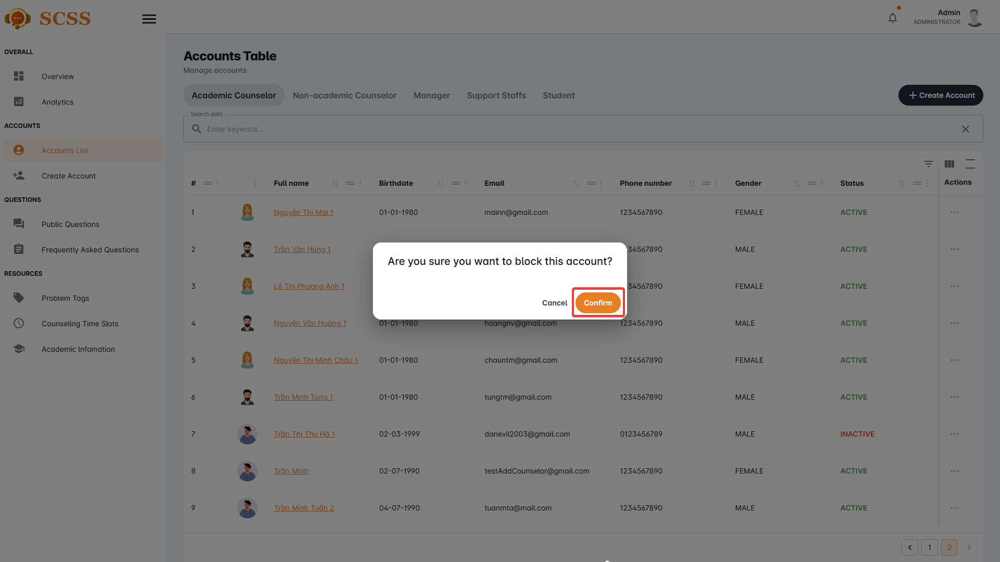 SCSS
Admin
ADMINISTRATOR
OVERALL
Overview
Analytics
ACCOUNTS
Accounts List
Create Account
QUESTIONS
Public Questions
Frequently Asked Questions
RESOURCES
Problem Tags
Counseling Time Slots
Academic Infomation
Accounts Table
Manage accounts
Academic Counselor Non-academic Counselor Manager Support Staffs Student
Create Account
Search data
Enter keyword...
# Full name Birthdate Email Phone number Gender Status Actions
1 Nguyễn Thị Mai 1 01-01-1980 mainn@gmail.com 1234567890 FEMALE ACTIVE
2 Trần Văn Hùng 1 34567890 MALE ACTIVE
3 Lê Thị Phương Anh 1 34567890 FEMALE ACTIVE
Are you sure you want to block this account?
Cancel Confirm
4 Nguyễn Văn Hoàng 1 01-01-1980 hoangnv@gmail.com 1234567890 MALE ACTIVE
5 Nguyễn Thị Minh Châu 1 01-01-1980 chauntm@gmail.com 1234567890 FEMALE ACTIVE
6 Trần Minh Tùng 1 01-01-1980 tungtm@gmail.com 1234567890 MALE ACTIVE
7 Trần Thị Thu Hà 1 02-03-1999 danevil2003@gmail.com 0123456789 MALE INACTIVE
8 Trần Minh 02-07-1990 testAddCounselor@gmail.com 1234567890 FEMALE ACTIVE
9 Trần Minh Tuấn 2 04-07-1990 tuanmta@mail.com 1234567890 MALE ACTIVE
1 2